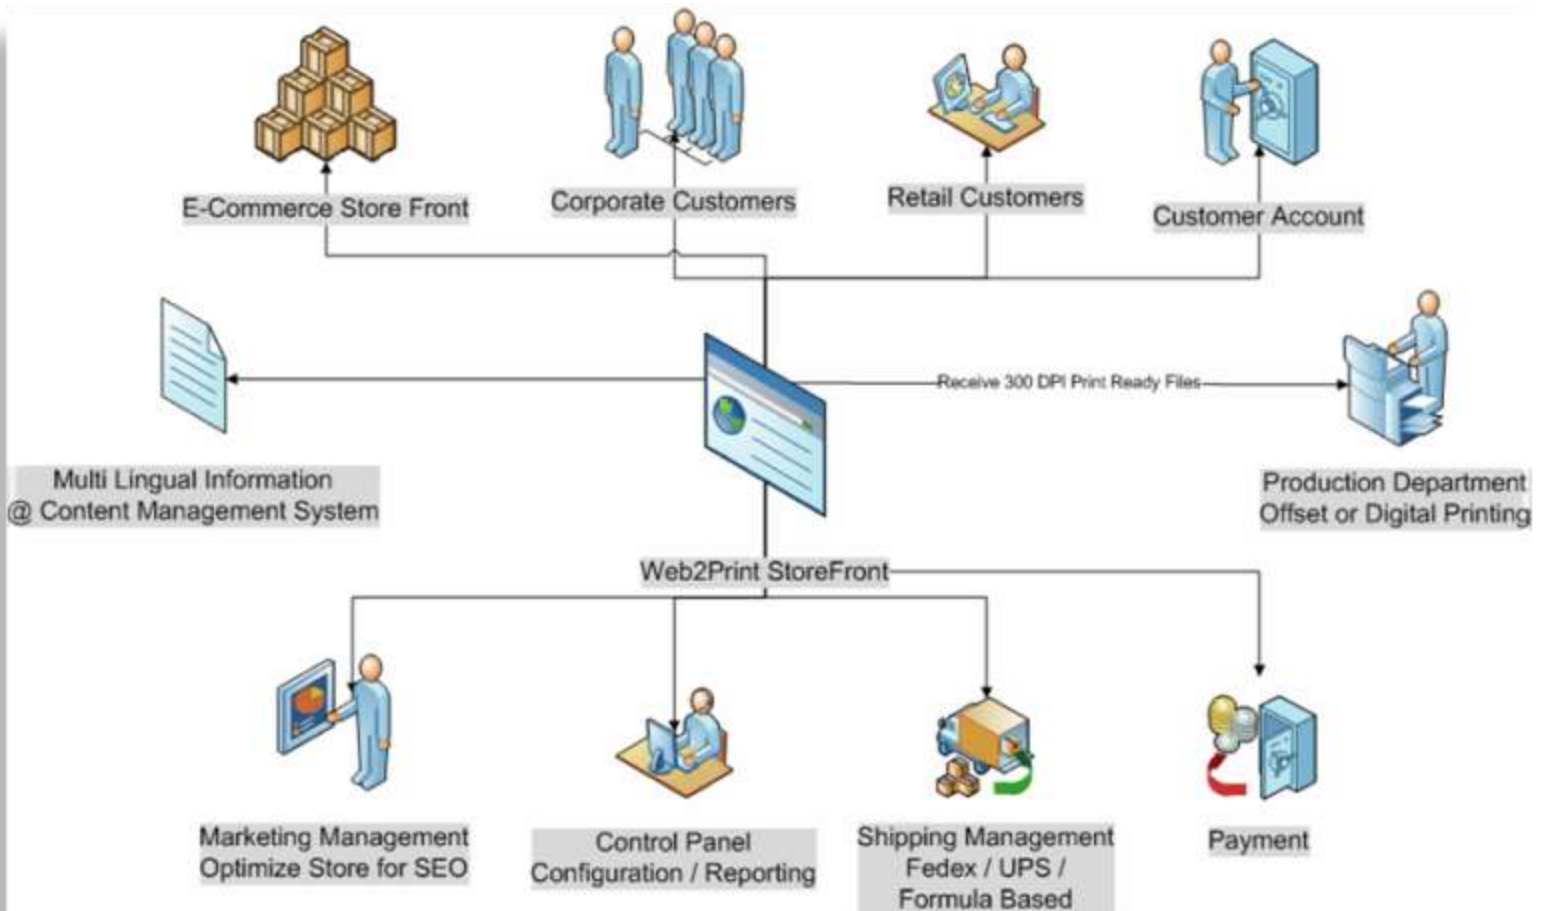 E-Commerce Store Front
Corporate Customers
Retail Customers
Customer Account
Receive 300 DPI Print Ready Files
Multi Lingual Information
@ Content Management System
Production Department
Offset or Digital Printing
Web2Print StoreFront
Marketing Management
Optimize Store for SEO
Control Panel
Configuration / Reporting
Shipping Management
Fedex / UPS /
Formula Based
Payment